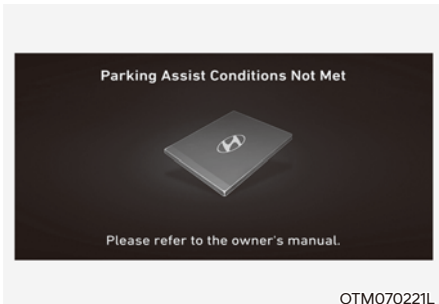 Parking Assist Conditions Not Met
Please refer to the owner's manual.
OTM070221L